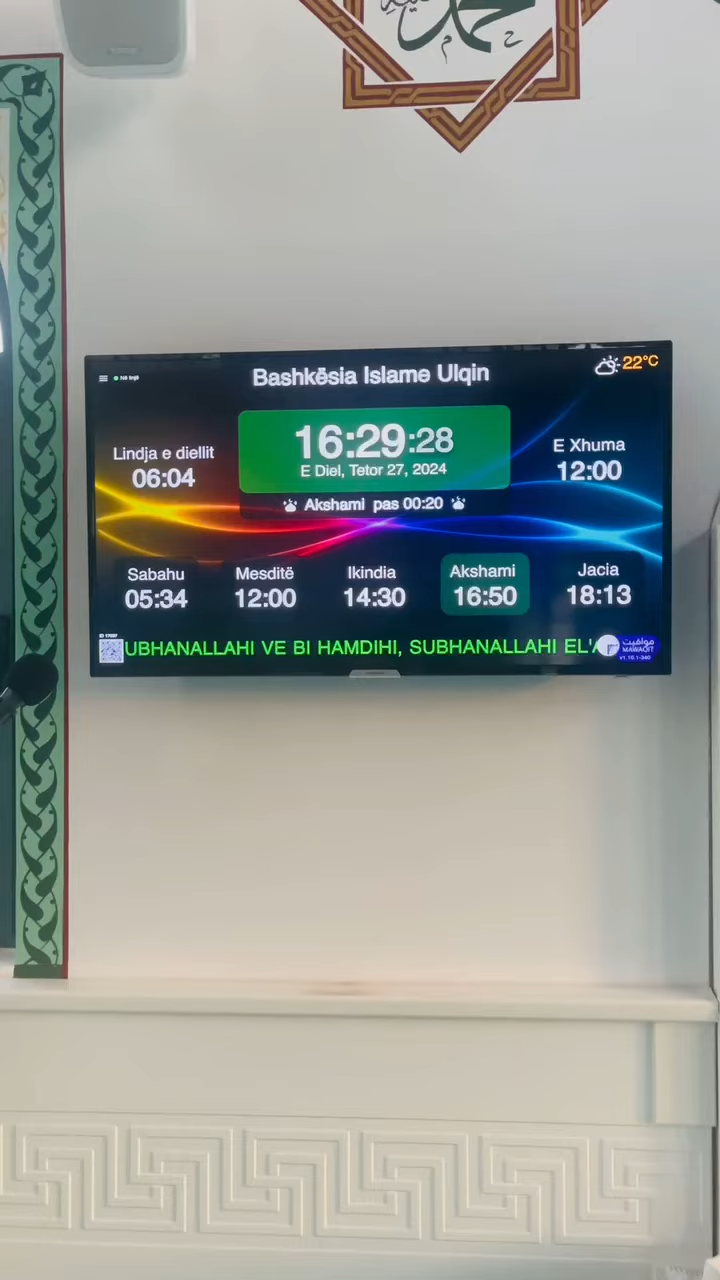 محمد
Bashkësia Islame Ulqin
22°C
16:29:28
E Diel, Tetor 27, 2024
Lindja e diellit
06:04
E Xhuma
12:00
Akshami pas 00:20
Sabahu
05:34
Mesditë
12:00
Ikindia
14:30
Akshami
16:50
Jacia
18:13
UBHANALLAHI VE BI HAMDIHI, SUBHANALLAHI EL'A
مواقيت
MAWAQIT